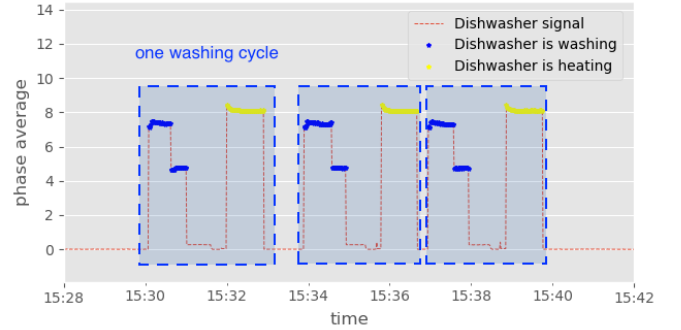 14
12
10
8
6
4
2
0
phase average
one washing cycle
Dishwasher signal
Dishwasher is washing
Dishwasher is heating
15:28 15:30 15:32 15:34 15:36 15:38 15:40 15:42
time